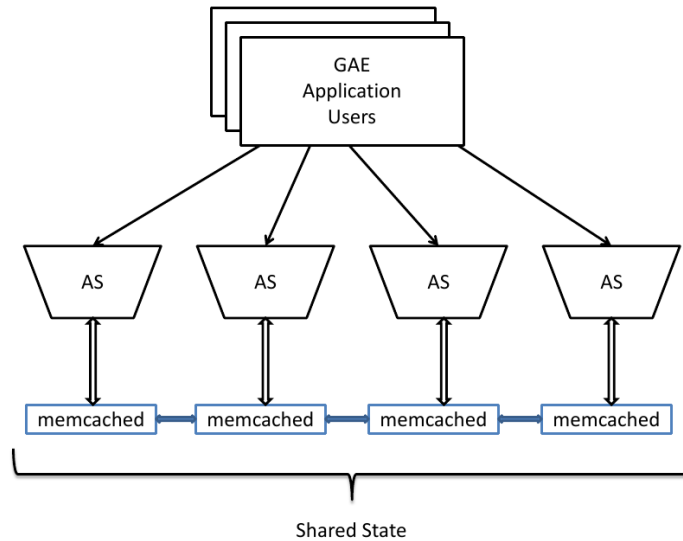 GAE
Application
Users
AS AS AS AS
memcached memcached memcached memcached
Shared State